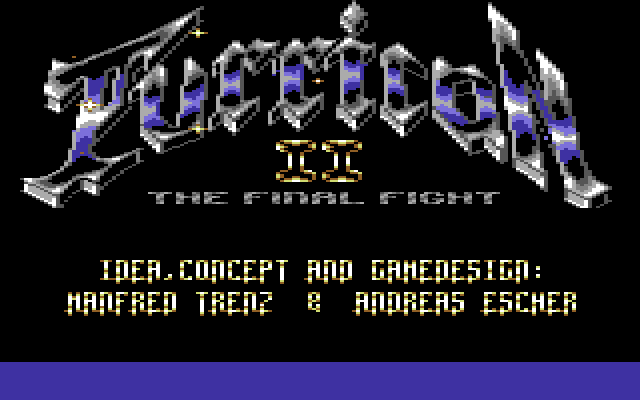 Turrican
II
THE FINAL FIGHT
IDEA,CONCEPT AND GAMEDESIGN:
MANFRED TRENZ & ANDREAS ESCHER